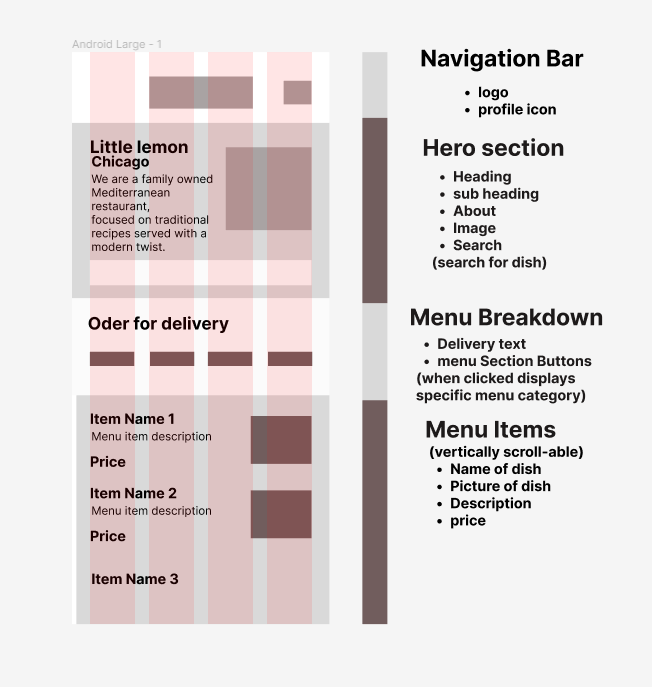 Android Large - 1
Little lemon
Chicago
We are a family owned
Mediterranean
restaurant,
focused on traditional
recipes served with a
modern twist.
Oder for delivery
Item Name 1
Menu item description
Price
Item Name 2
Menu item description
Price
Item Name 3
Navigation Bar
• logo
• profile icon
Hero section
• Heading
• sub heading
• About
• Image
• Search
(search for dish)
Menu Breakdown
• Delivery text
• menu Section Buttons
(when clicked displays
specific menu category)
Menu Items
(vertically scroll-able)
• Name of dish
• Picture of dish
• Description
• price